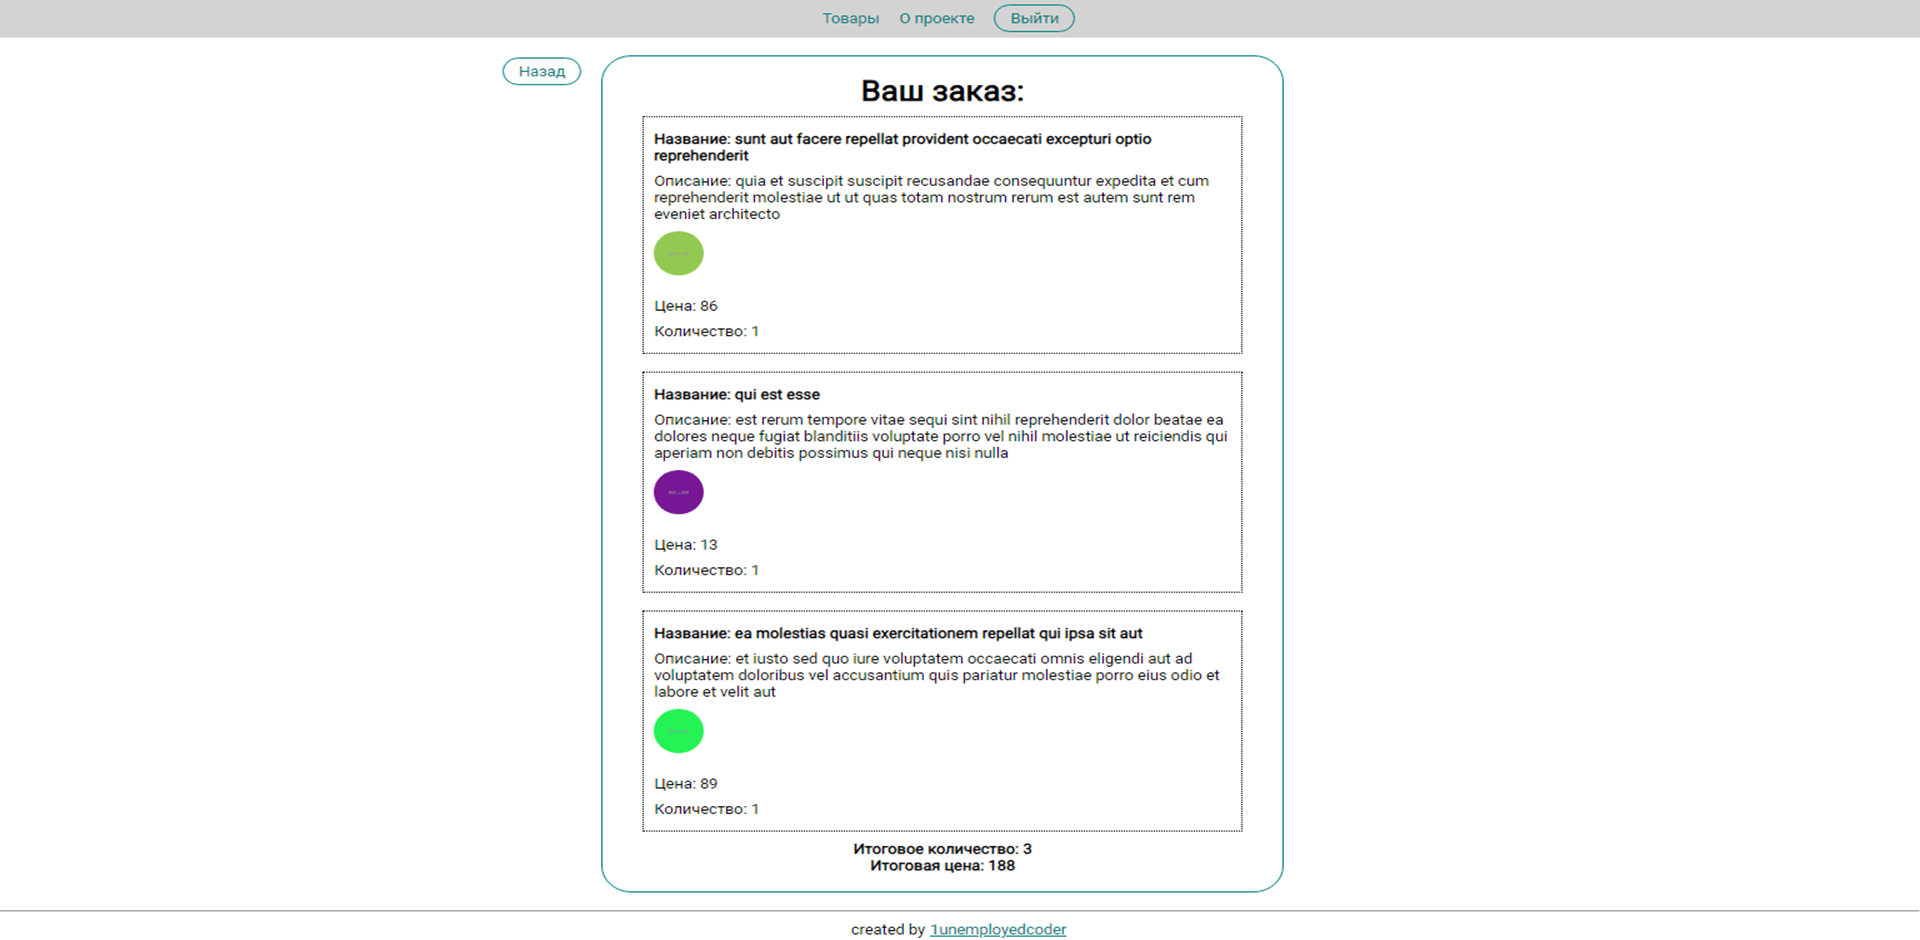 Товары О проекте Выйти
Назад
Ваш заказ:
Название: sunt aut facere repellat provident occaecati excepturi optio
reprehenderit
Описание: quia et suscipit suscipit recusandae consequuntur expedita et cum
reprehenderit molestiae ut ut quas totam nostrum rerum est autem sunt rem
eveniet architecto
Цена: 86
Количество: 1
Название: qui est esse
Описание: est rerum tempore vitae sequi sint nihil reprehenderit dolor beatae ea
dolores neque fugiat blanditiis voluptate porro vel nihil molestiae ut reiciendis qui
aperiam non debitis possimus qui neque nisi nulla
Цена: 13
Количество: 1
Название: ea molestias quasi exercitationem repellat qui ipsa sit aut
Описание: et iusto sed quo iure voluptatem occaecati omnis eligendi aut ad
voluptatem doloribus vel accusantium quis pariatur molestiae porro eius odio et
labore et velit aut
Цена: 89
Количество: 1
Итоговое количество: 3
Итоговая цена: 188
created by 1unemployedcoder